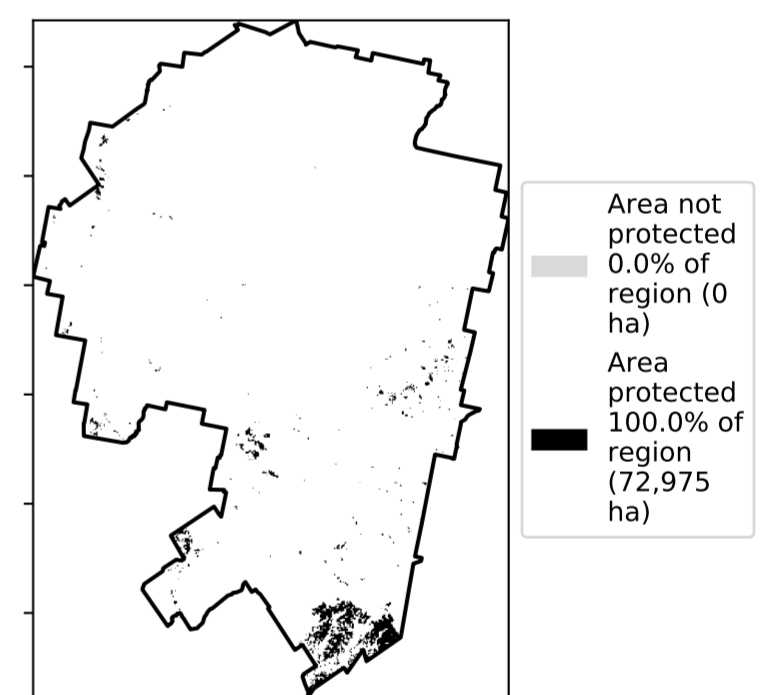 Area not
protected
0.0% of
region (0
ha)
Area
protected
100.0% of
region
(72,975
ha)